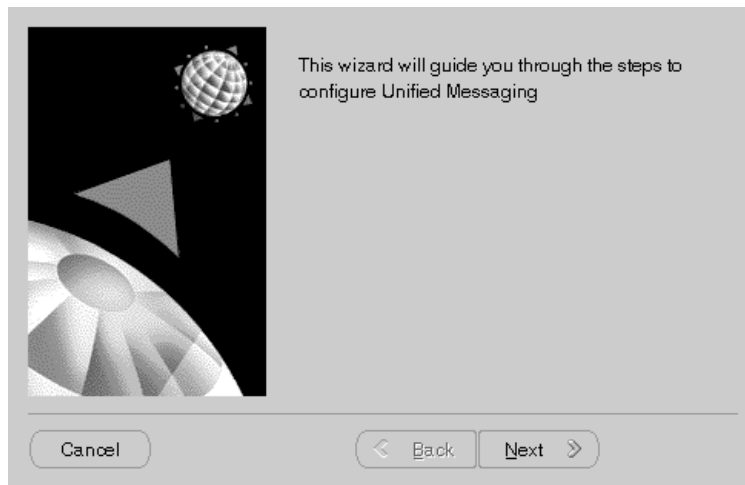 This wizard will guide you through the steps to
configure Unified Messaging
Cancel
Back
Next